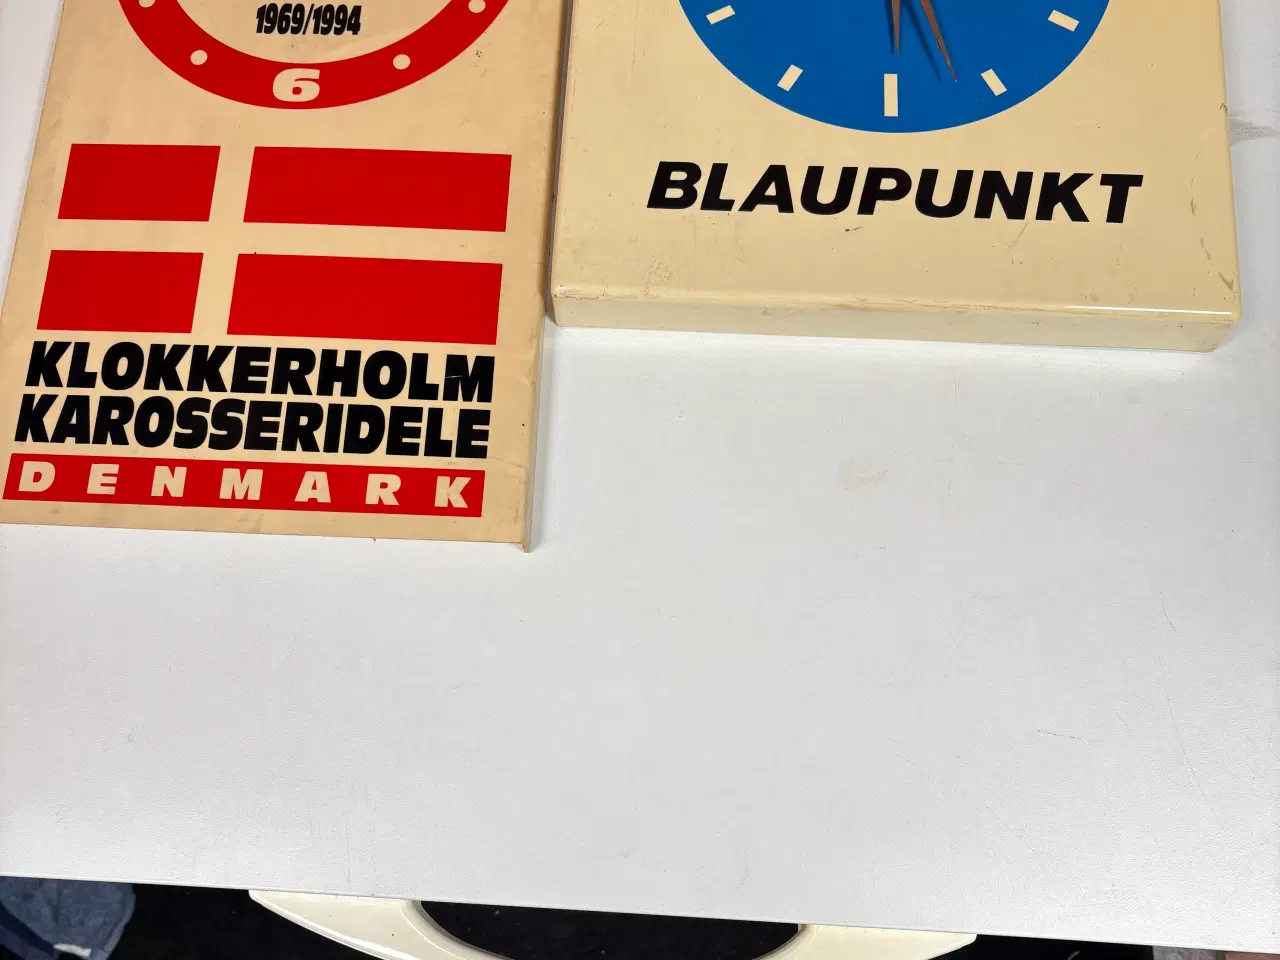 1969/1994
6
KLOKKERHOLM
KAROSSERIDELE
DENMARK
BLAUPUNKT